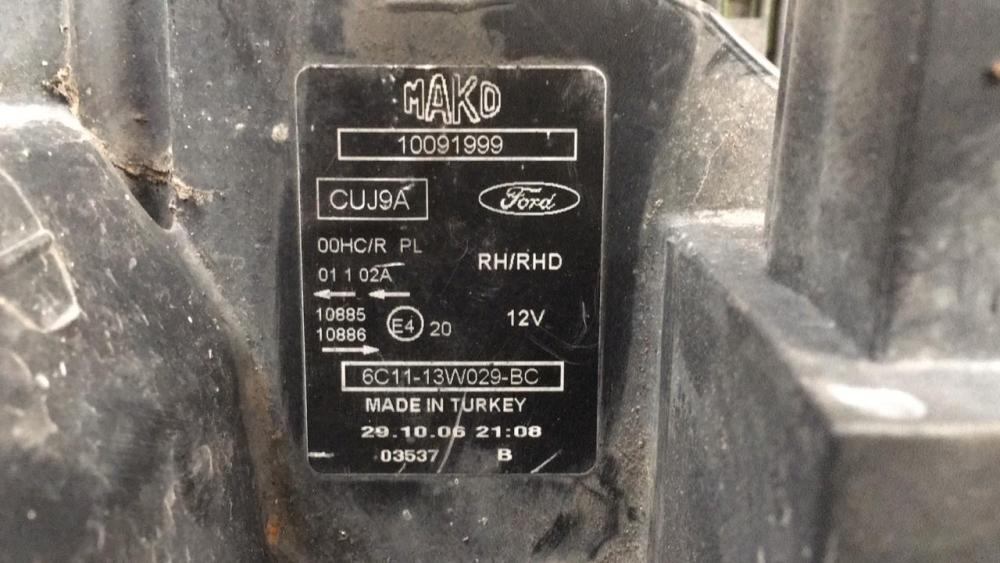 MAKO
10091999
CUJ9A Ford
00HC/R PL
RH/RHD
01 1 02A
10885
10886
E4 20
12V
6C11-13W029-BC
MADE IN TURKEY
29.10.06 21:08
03537 B